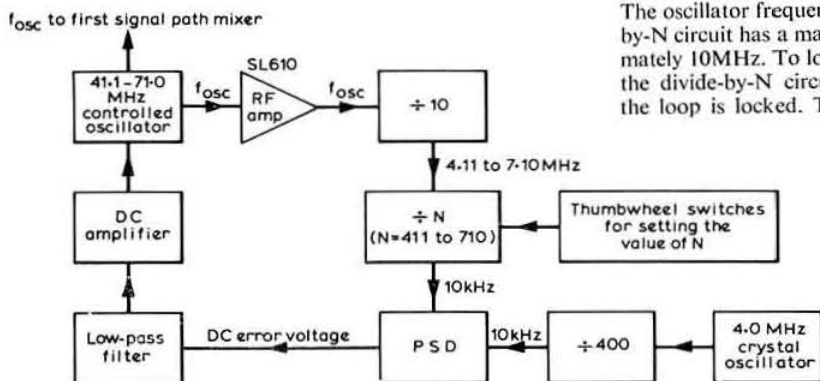 The oscillator frequen
by-N circuit has a ma
mately 10MHz. To lo
the divide-by-N circu
the loop is locked. T
fosc to first signal path mixer
41·1–71·0
MHz
controlled
oscillator
fosc
SL610
RF
amp
fosc
÷10
4·11 to 7·10MHz
DC
amplifier
÷N
(N=411 to 710)
Thumbwheel switches
for setting the
value of N
10kHz
Low-pass
filter
DC error voltage
PSD
10kHz
÷400
4.0 MHz
crystal
oscillator